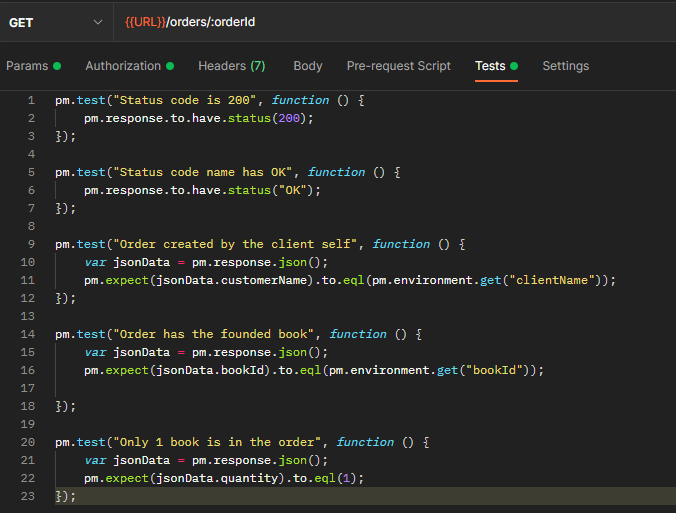 GET {{URL}}/orders/:orderId
Params Authorization Headers (7) Body Pre-request Script Tests Settings
1 pm.test("Status code is 200", function () {
2 pm.response.to.have.status(200);
3 });
4
5 pm.test("Status code name has OK", function () {
6 pm.response.to.have.status("OK");
7 });
8
9 pm.test("Order created by the client self", function () {
10 var jsonData = pm.response.json();
11 pm.expect(jsonData.customerName).to.eql(pm.environment.get("clientName"));
12 });
13
14 pm.test("Order has the founded book", function () {
15 var jsonData = pm.response.json();
16 pm.expect(jsonData.bookId).to.eql(pm.environment.get("bookId"));
17
18 });
19
20 pm.test("Only 1 book is in the order", function () {
21 var jsonData = pm.response.json();
22 pm.expect(jsonData.quantity).to.eql(1);
23 });